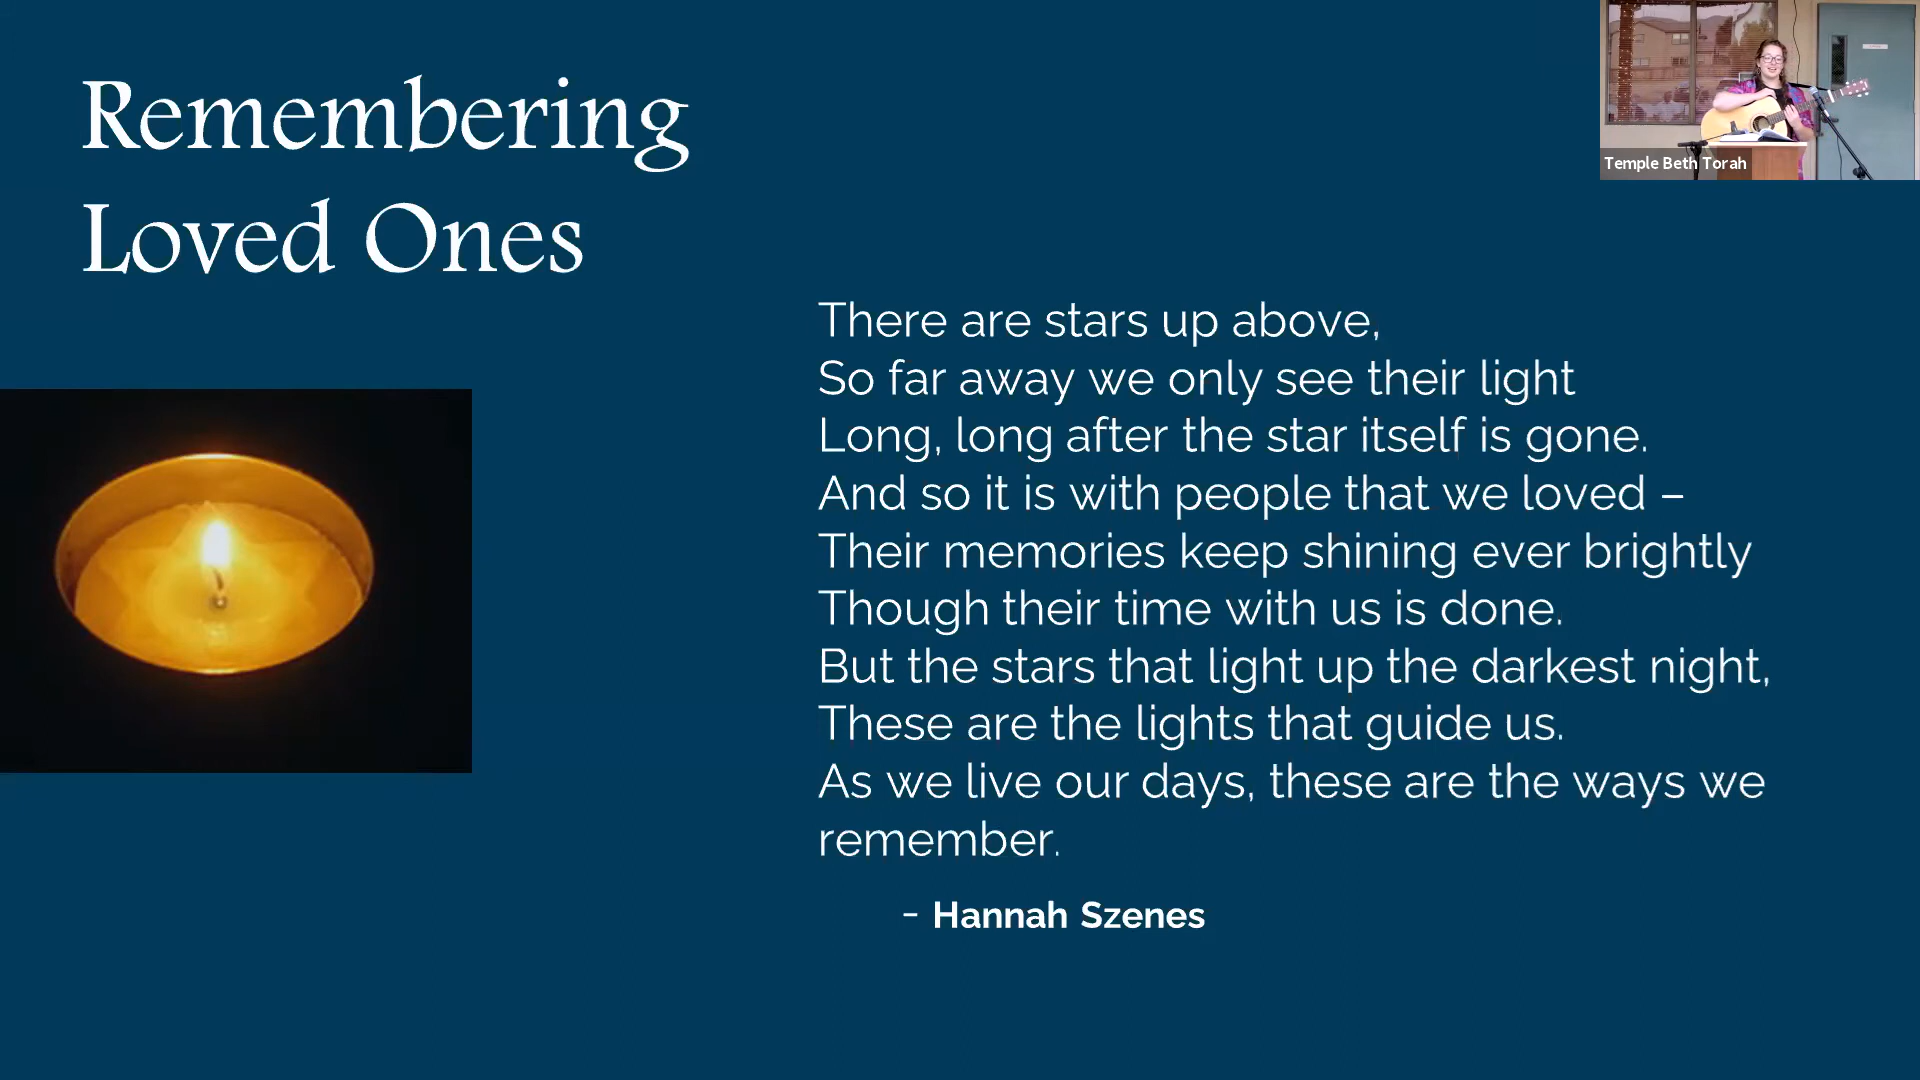 Remembering
Loved Ones
Temple Beth Torah
There are stars up above,
So far away we only see their light
Long, long after the star itself is gone.
And so it is with people that we loved –
Their memories keep shining ever brightly
Though their time with us is done.
But the stars that light up the darkest night,
These are the lights that guide us.
As we live our days, these are the ways we
remember.
- Hannah Szenes